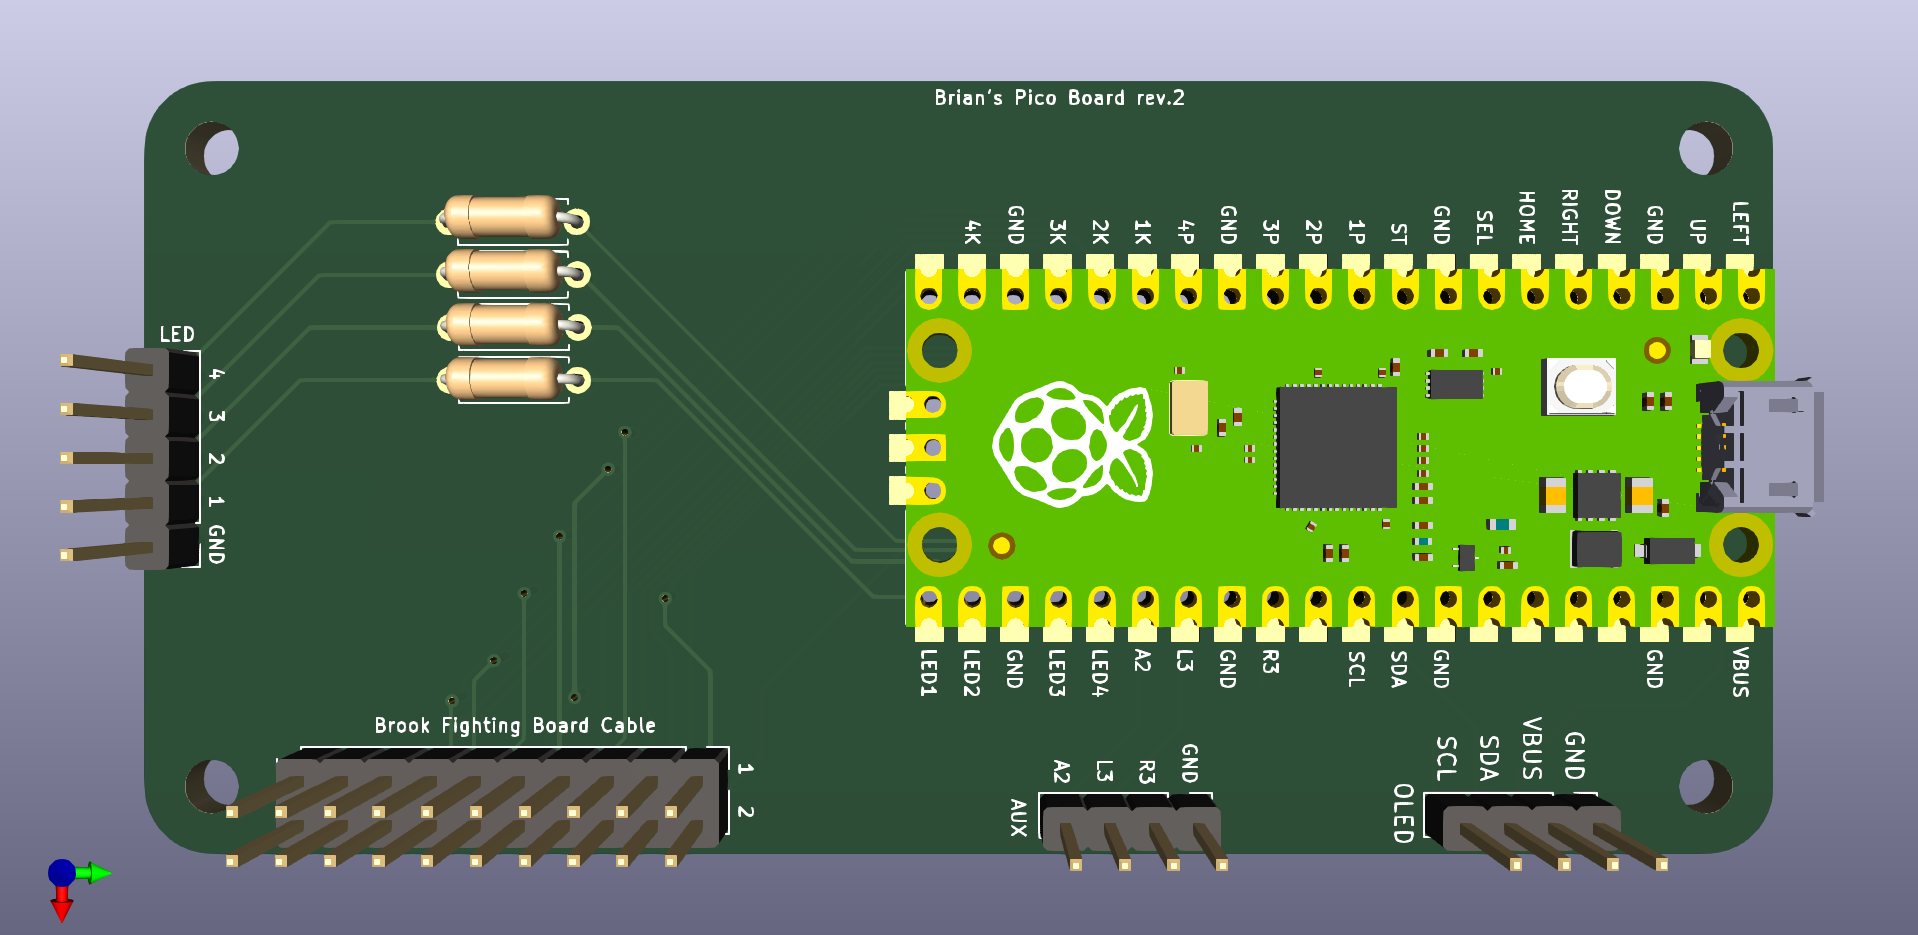 Brian's Pico Board rev.2
4K GND 3K 2K 1K 4P GND 3P 2P 1P ST GND SEL HOME RIGHT DOWN GND UP LEFT
LED
4
3
2
1
GND
LED1 LED2 GND LED3 LED4 A2 L3 GND R3 SCL SDA GND GND VBUS
Brook Fighting Board Cable
1
2
A2 L3 R3 GND
AUX
SCL SDA VBUS GND
OLED